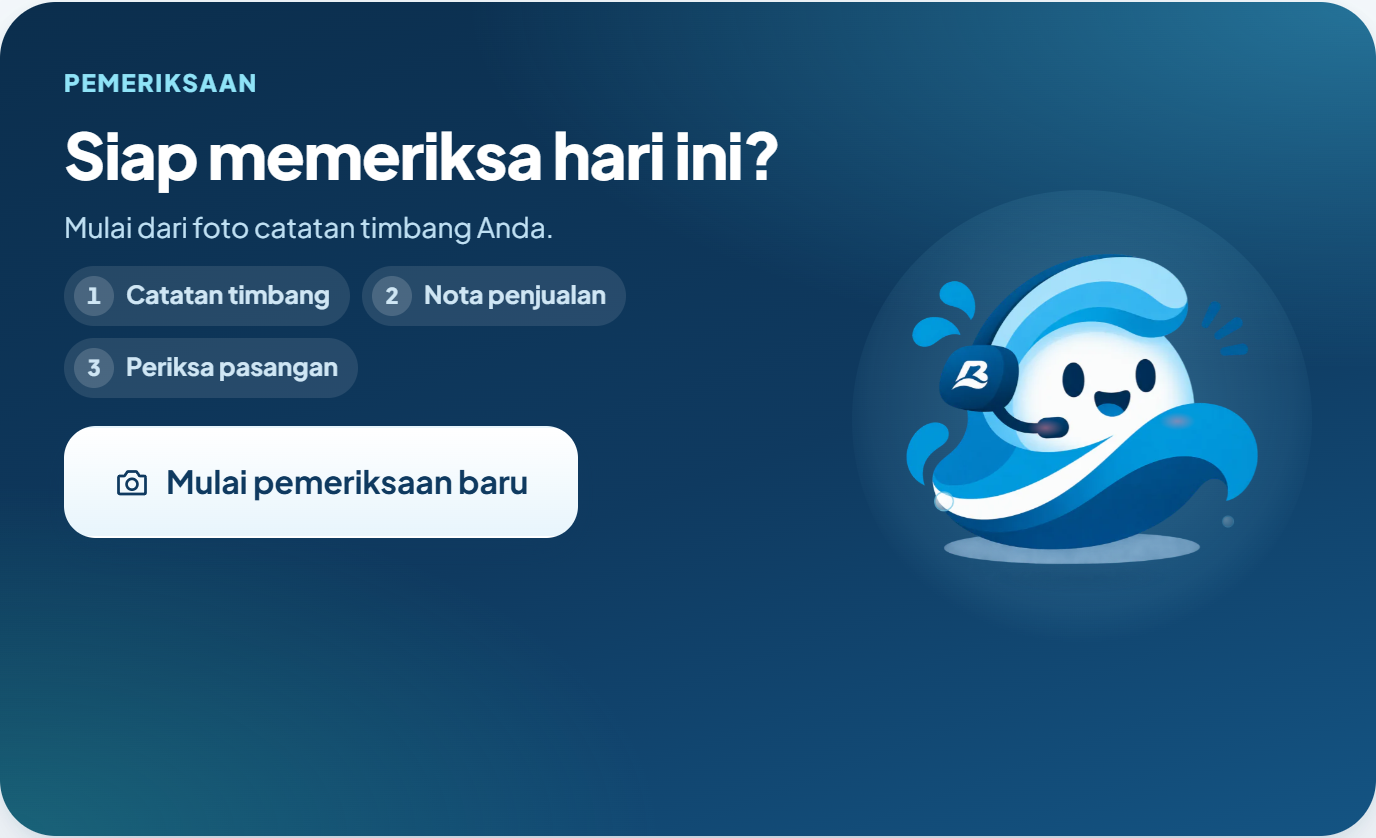 PEMERIKSAAN
Siap memeriksa hari ini?
Mulai dari foto catatan timbang Anda.
1 Catatan timbang 2 Nota penjualan
3 Periksa pasangan
Mulai pemeriksaan baru
B